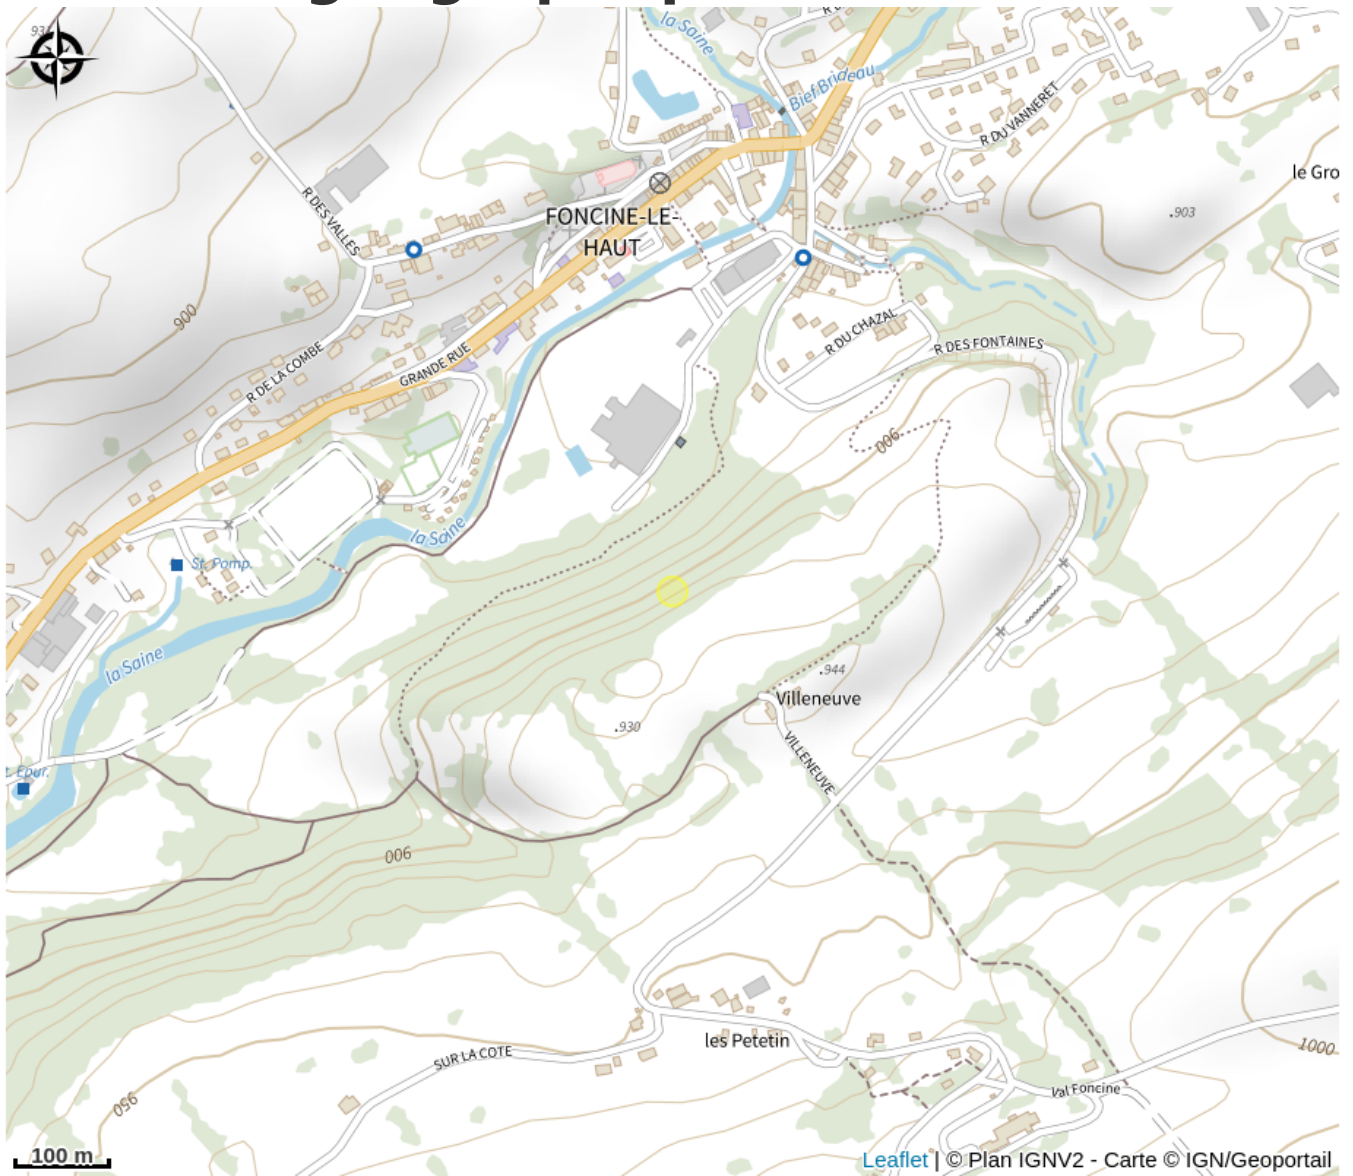 la Saine
Bief Brideau
R DU VANNERET
le Gro
.903
R DES VALLES
FONCINE-LE-
HAUT
900
R DU CHAZAL
R DES FONTAINES
R DE LA COMBE
GRANDE RUE
900
la Saine
St. Pomp.
la Saine
.944
Villeneuve
.930
VILLENEUVE
t. Epur.
900
les Petetin
SUR LA COTE
1000
Val Foncine
950
100 m
Leaflet | © Plan IGNV2 - Carte © IGN/Geoportail